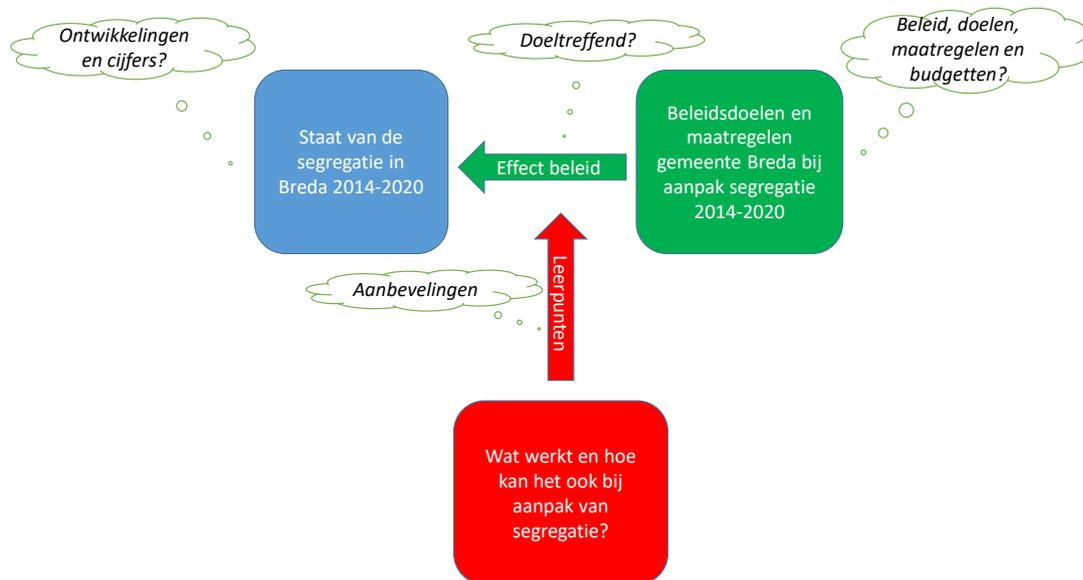 Ontwikkelingen
en cijfers?
Doeltreffend?
Beleid, doelen,
maatregelen en
budgetten?
Staat van de
segregatie in
Breda 2014-2020
Effect beleid
Beleidsdoelen en
maatregelen
gemeente Breda bij
aanpak segregatie
2014-2020
Aanbevelingen
Leerpunten
Wat werkt en hoe
kan het ook bij
aanpak van
segregatie?